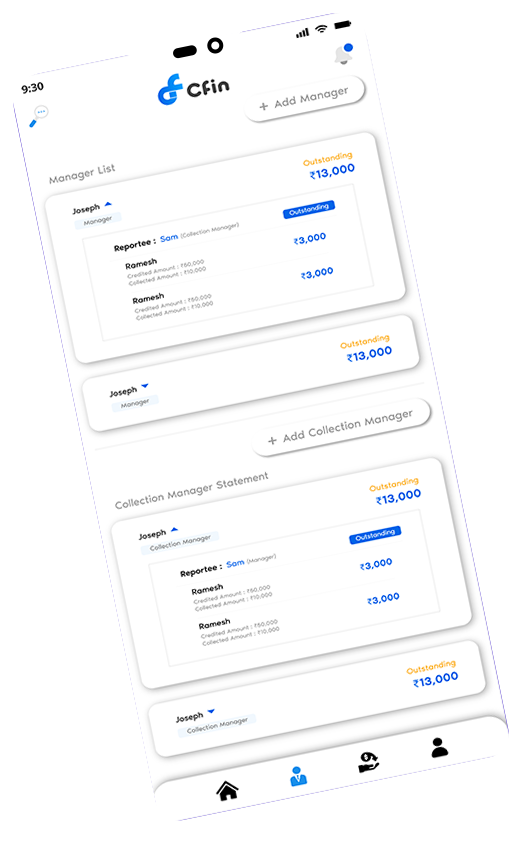 9:30
CFin
+ Add Manager
Manager List
Joseph
Manager
Outstanding
₹13,000
Reportee : Sam (Collection Manager)
Outstanding
Ramesh
Credited Amount : ₹50,000
Collected Amount : ₹10,000
₹3,000
Ramesh
Credited Amount : ₹50,000
Collected Amount : ₹10,000
₹3,000
Joseph
Manager
Outstanding
₹13,000
+ Add Collection Manager
Collection Manager Statement
Joseph
Collection Manager
Outstanding
₹13,000
Reportee : Sam (Manager)
Outstanding
Ramesh
Credited Amount : ₹50,000
Collected Amount : ₹10,000
₹3,000
Ramesh
Credited Amount : ₹50,000
Collected Amount : ₹10,000
₹3,000
Joseph
Collection Manager
Outstanding
₹13,000